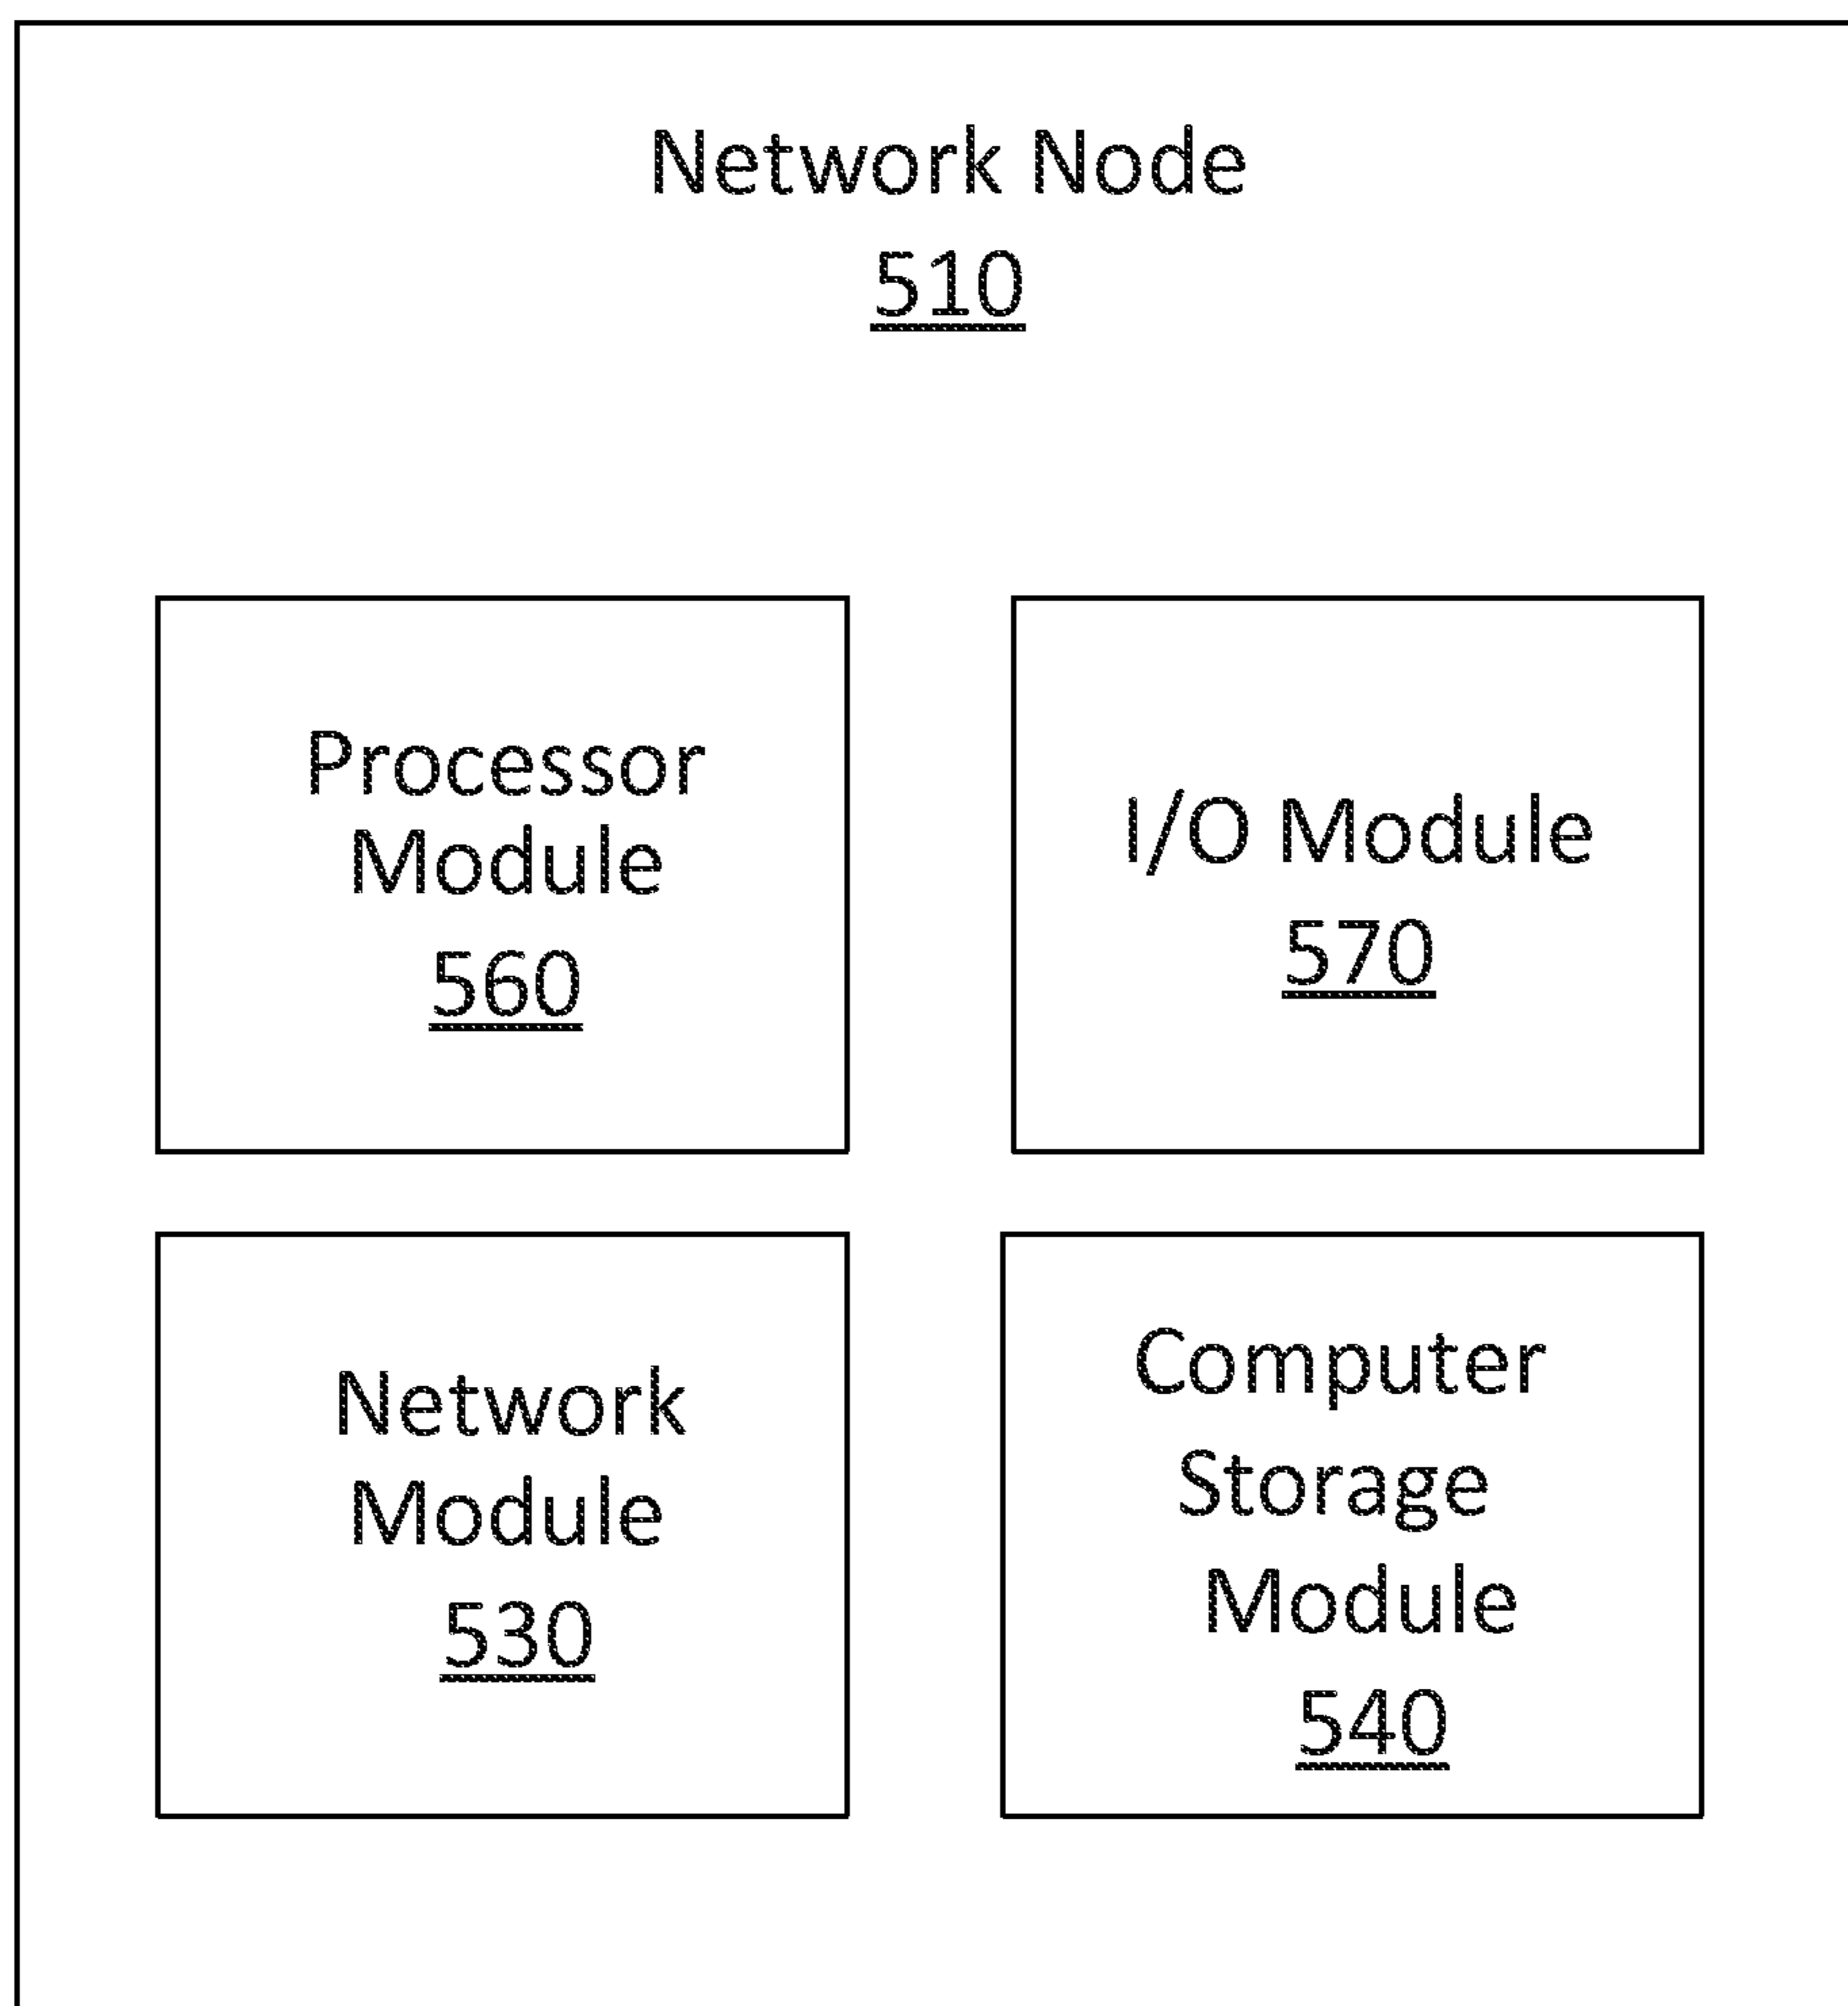 Network Node
510
Processor
Module
560
I/O Module
570
Network
Module
530
Computer
Storage
Module
540